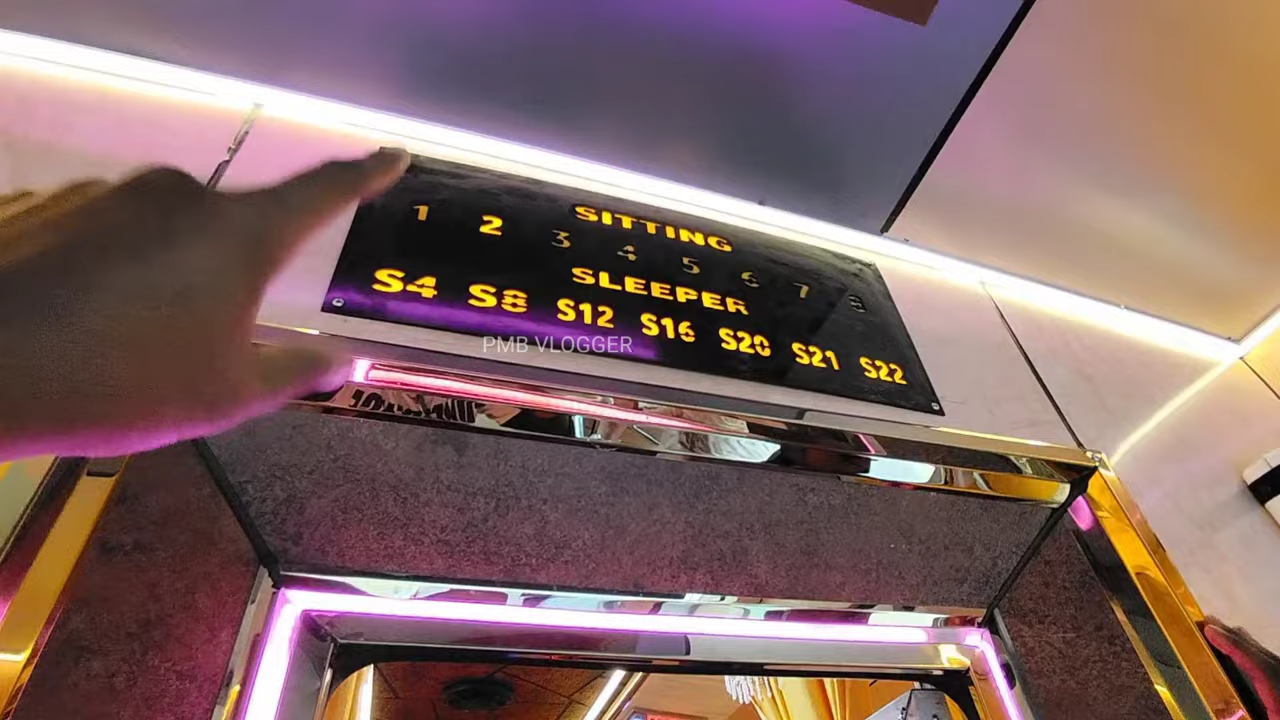 SITTING
1 2 3 4 5 6 7 8
SLEEPER
S4 S8 S12 S16 S20 S21 S22
PMB VLOGGER